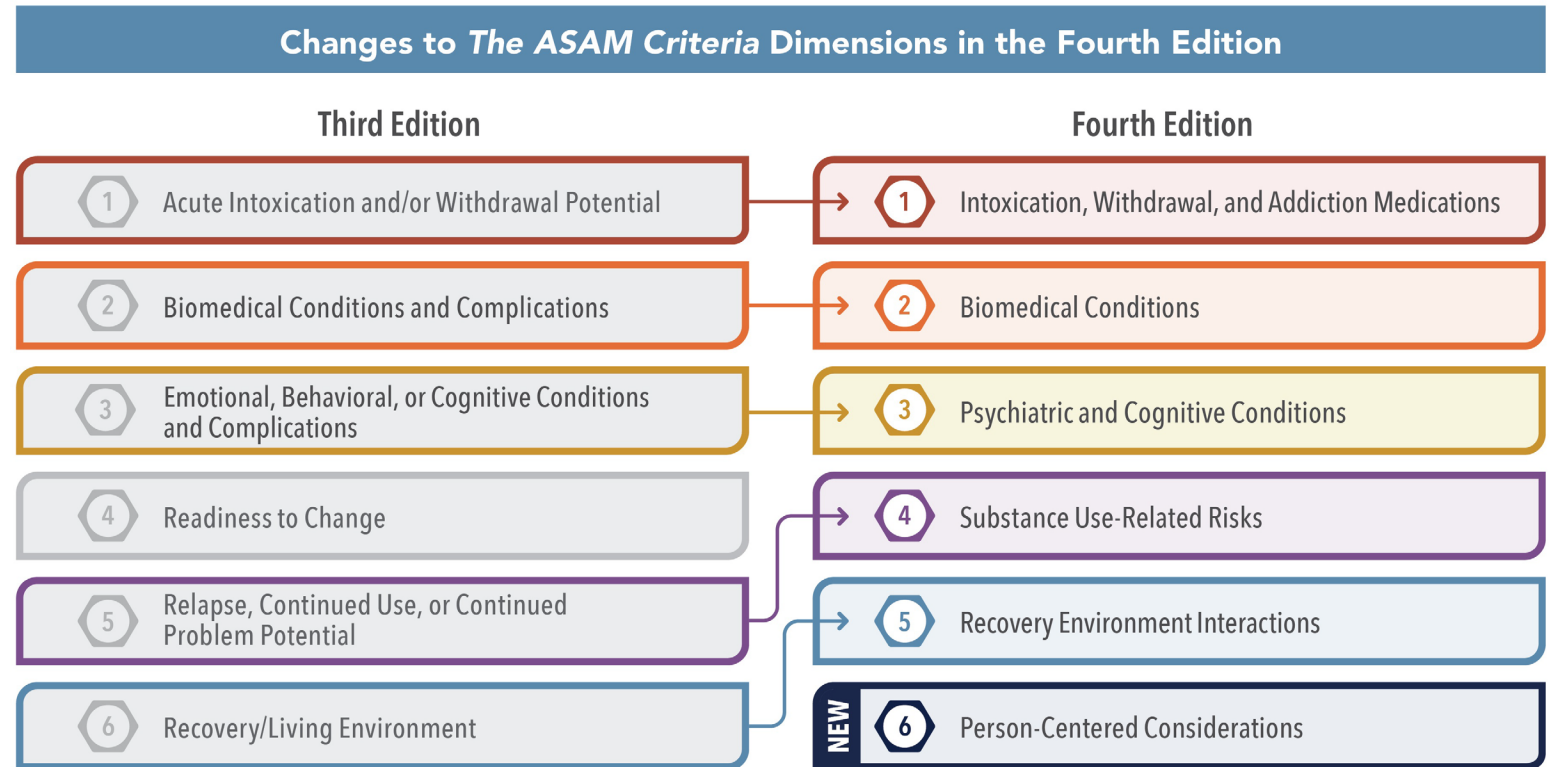 Changes to The ASAM Criteria Dimensions in the Fourth Edition
Third Edition
1 Acute Intoxication and/or Withdrawal Potential
2 Biomedical Conditions and Complications
3 Emotional, Behavioral, or Cognitive Conditions
and Complications
4 Readiness to Change
5 Relapse, Continued Use, or Continued
Problem Potential
6 Recovery/Living Environment
Fourth Edition
1 Intoxication, Withdrawal, and Addiction Medications
2 Biomedical Conditions
3 Psychiatric and Cognitive Conditions
4 Substance Use-Related Risks
5 Recovery Environment Interactions
NEW
6 Person-Centered Considerations